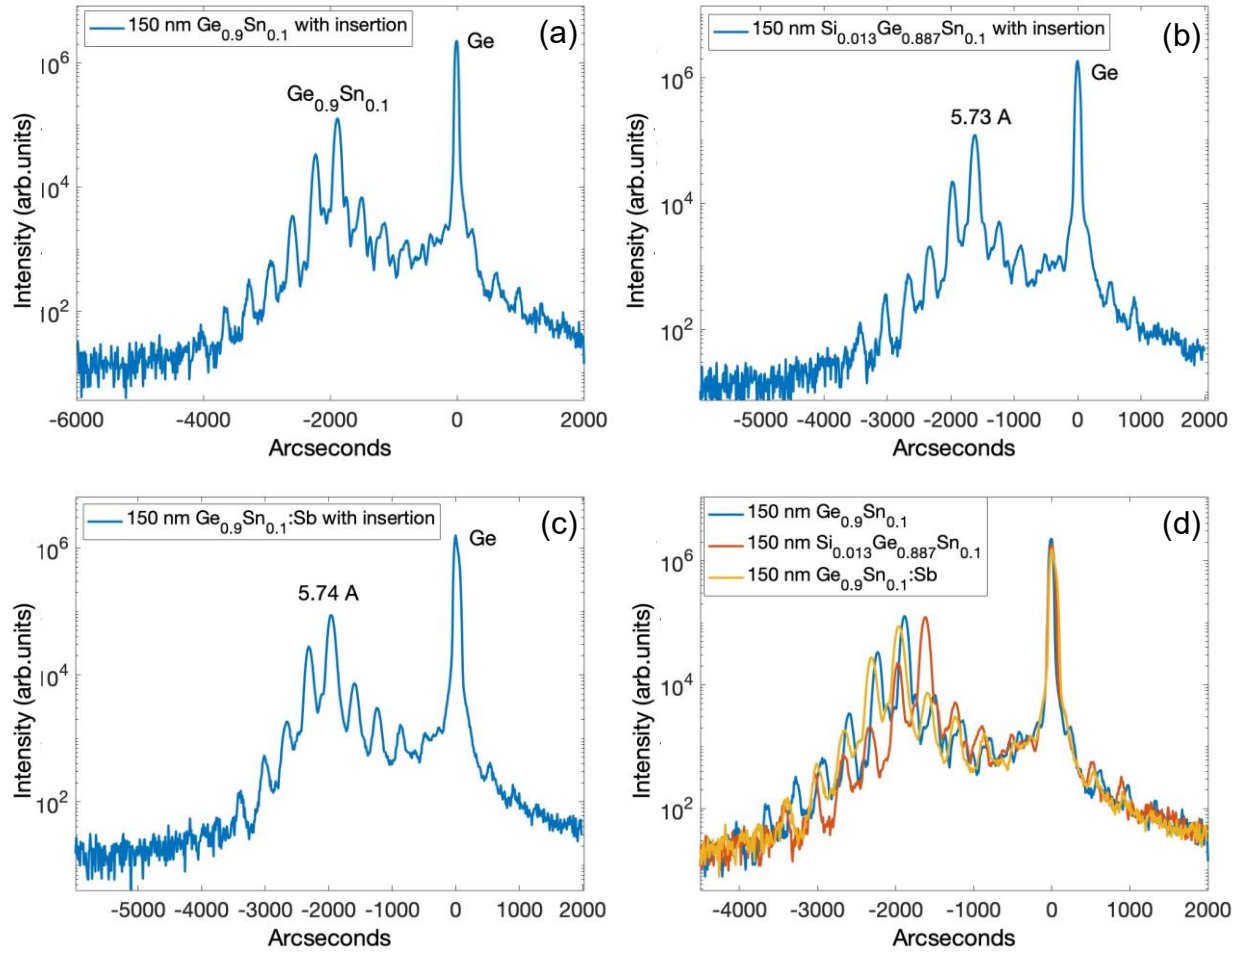 150 nm Ge0.9Sn0.1 with insertion
(a)
Ge
Ge0.9Sn0.1
10^6
10^4
10^2
Intensity (arb.units)
-6000 -4000 -2000 0 2000
Arcseconds
150 nm Si0.013Ge0.887Sn0.1 with insertion
(b)
Ge
5.73 A
10^6
10^4
10^2
Intensity (arb.units)
-5000 -4000 -3000 -2000 -1000 0 1000 2000
Arcseconds
150 nm Ge0.9Sn0.1:Sb with insertion
(c)
Ge
5.74 A
10^6
10^4
10^2
Intensity (arb.units)
-5000 -4000 -3000 -2000 -1000 0 1000 2000
Arcseconds
150 nm Ge0.9Sn0.1
150 nm Si0.013Ge0.887Sn0.1
150 nm Ge0.9Sn0.1:Sb
(d)
10^6
10^4
10^2
Intensity (arb.units)
-4000 -3000 -2000 -1000 0 1000 2000
Arcseconds